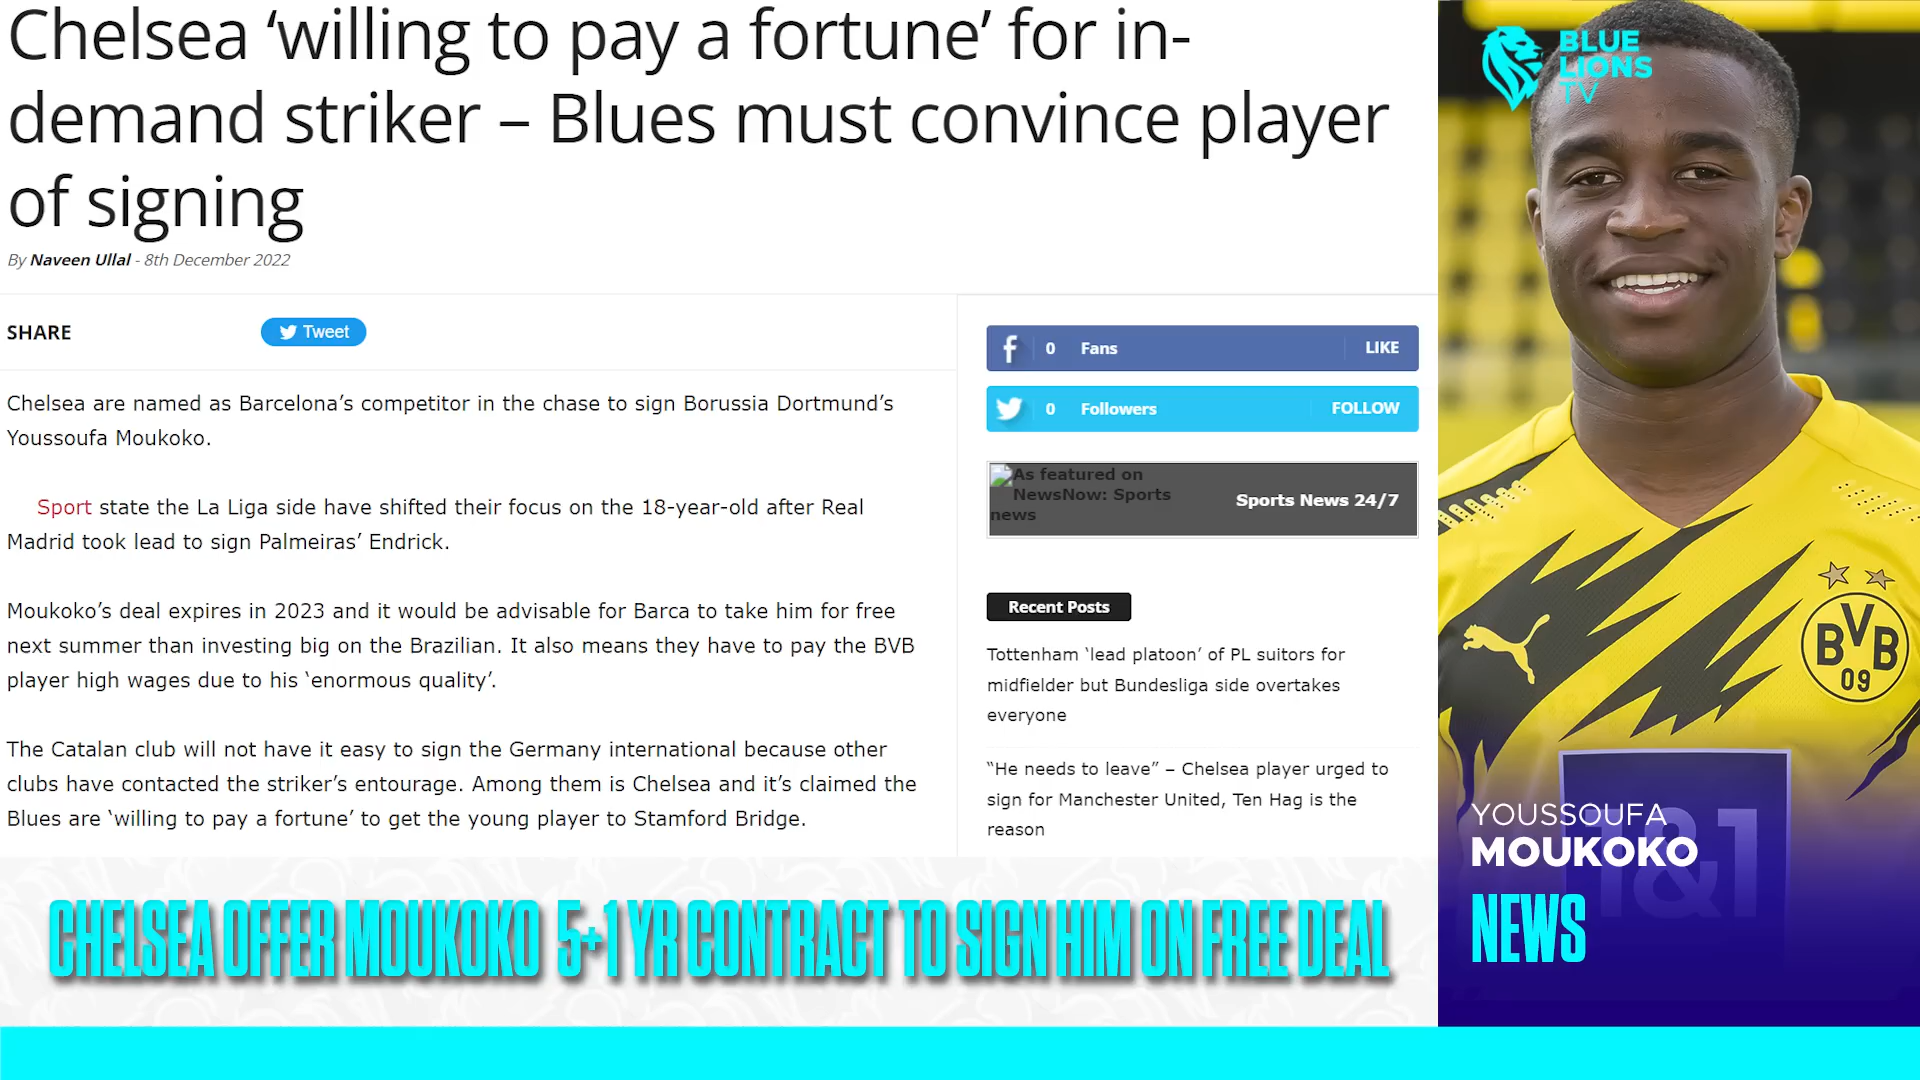 Chelsea ‘willing to pay a fortune’ for in-
demand striker – Blues must convince player
of signing
By Naveen Ullal - 8th December 2022
SHARE
Tweet
Chelsea are named as Barcelona’s competitor in the chase to sign Borussia Dortmund’s
Youssoufa Moukoko.
Sport state the La Liga side have shifted their focus on the 18-year-old after Real
Madrid took lead to sign Palmeiras’ Endrick.
Moukoko’s deal expires in 2023 and it would be advisable for Barca to take him for free
next summer than investing big on the Brazilian. It also means they have to pay the BVB
player high wages due to his ‘enormous quality’.
The Catalan club will not have it easy to sign the Germany international because other
clubs have contacted the striker’s entourage. Among them is Chelsea and it’s claimed the
Blues are ‘willing to pay a fortune’ to get the young player to Stamford Bridge.
f 0 Fans LIKE
0 Followers FOLLOW
As featured on
NewsNow: Sports
news
Sports News 24/7
Recent Posts
Tottenham ‘lead platoon’ of PL suitors for
midfielder but Bundesliga side overtakes
everyone
“He needs to leave” – Chelsea player urged to
sign for Manchester United, Ten Hag is the
reason
CHELSEA OFFER MOUKOKO 5+1 YR CONTRACT TO SIGN HIM ON FREE DEAL
BLUE
LIONS
TV
BVB
09
1&1
YOUSSOUFA
MOUKOKO
NEWS